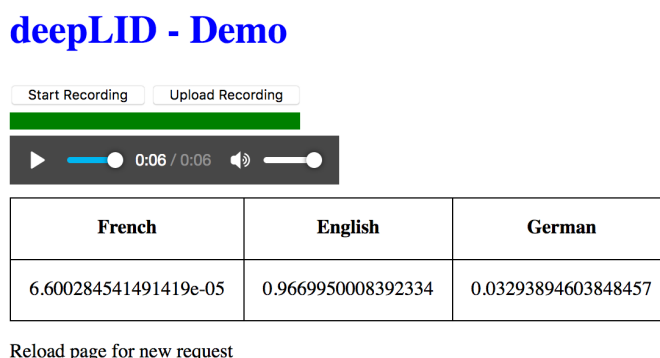 deepLID - Demo
Start Recording Upload Recording
0:06 / 0:06
French English German
6.600284541491419e-05 0.9669950008392334 0.03293894603848457
Reload page for new request